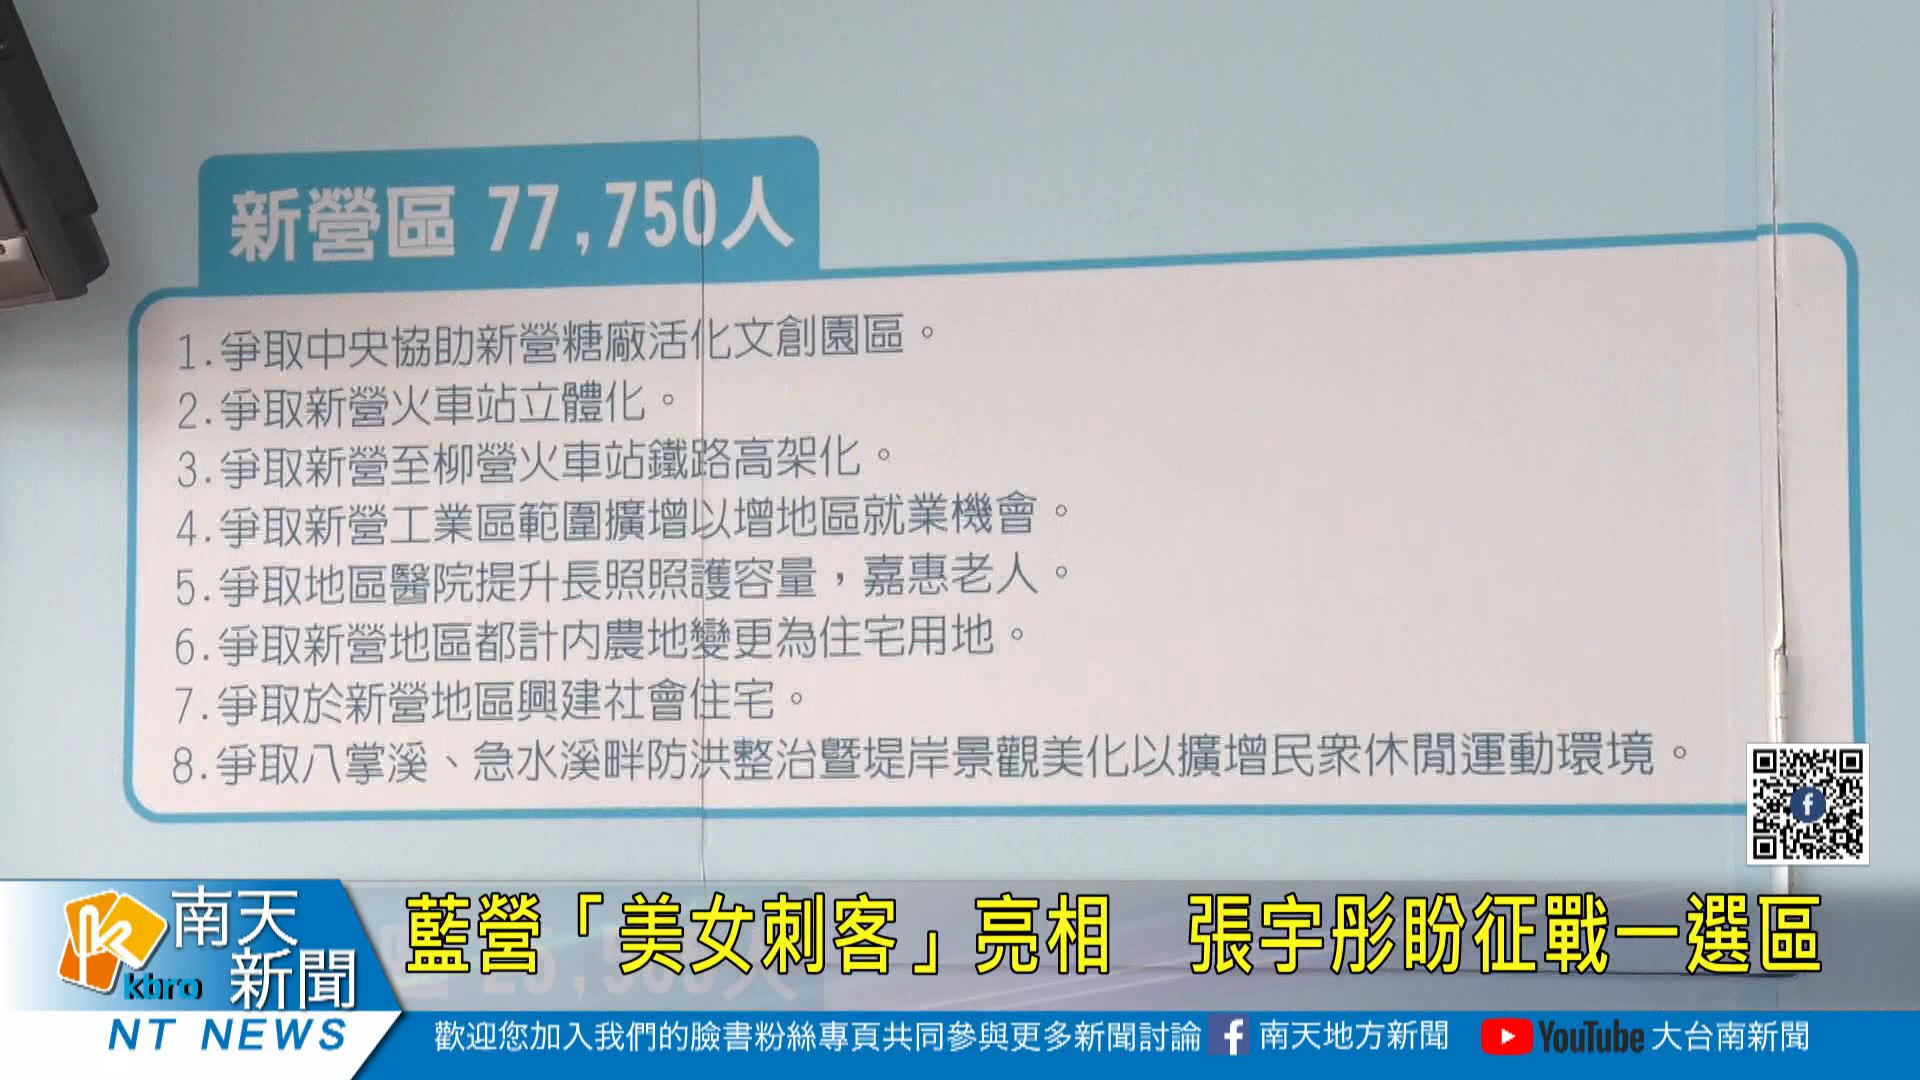 新營區 77,750人
1.爭取中央協助新營糖廠活化文創園區。
2.爭取新營火車站立體化。
3.爭取新營至柳營火車站鐵路高架化。
4.爭取新營工業區範圍擴增以增地區就業機會。
5.爭取地區醫院提升長照照護容量，嘉惠老人。
6.爭取新營地區都計內農地變更為住宅用地。
7.爭取於新營地區興建社會住宅。
8.爭取八掌溪、急水溪畔防洪整治暨堤岸景觀美化以擴增民眾休閒運動環境。
南天新聞
kbro
NT NEWS
藍營「美女刺客」亮相 張宇彤盼征戰一選區
歡迎您加入我們的臉書粉絲專頁共同參與更多新聞討論 f 南天地方新聞 YouTube 大台南新聞